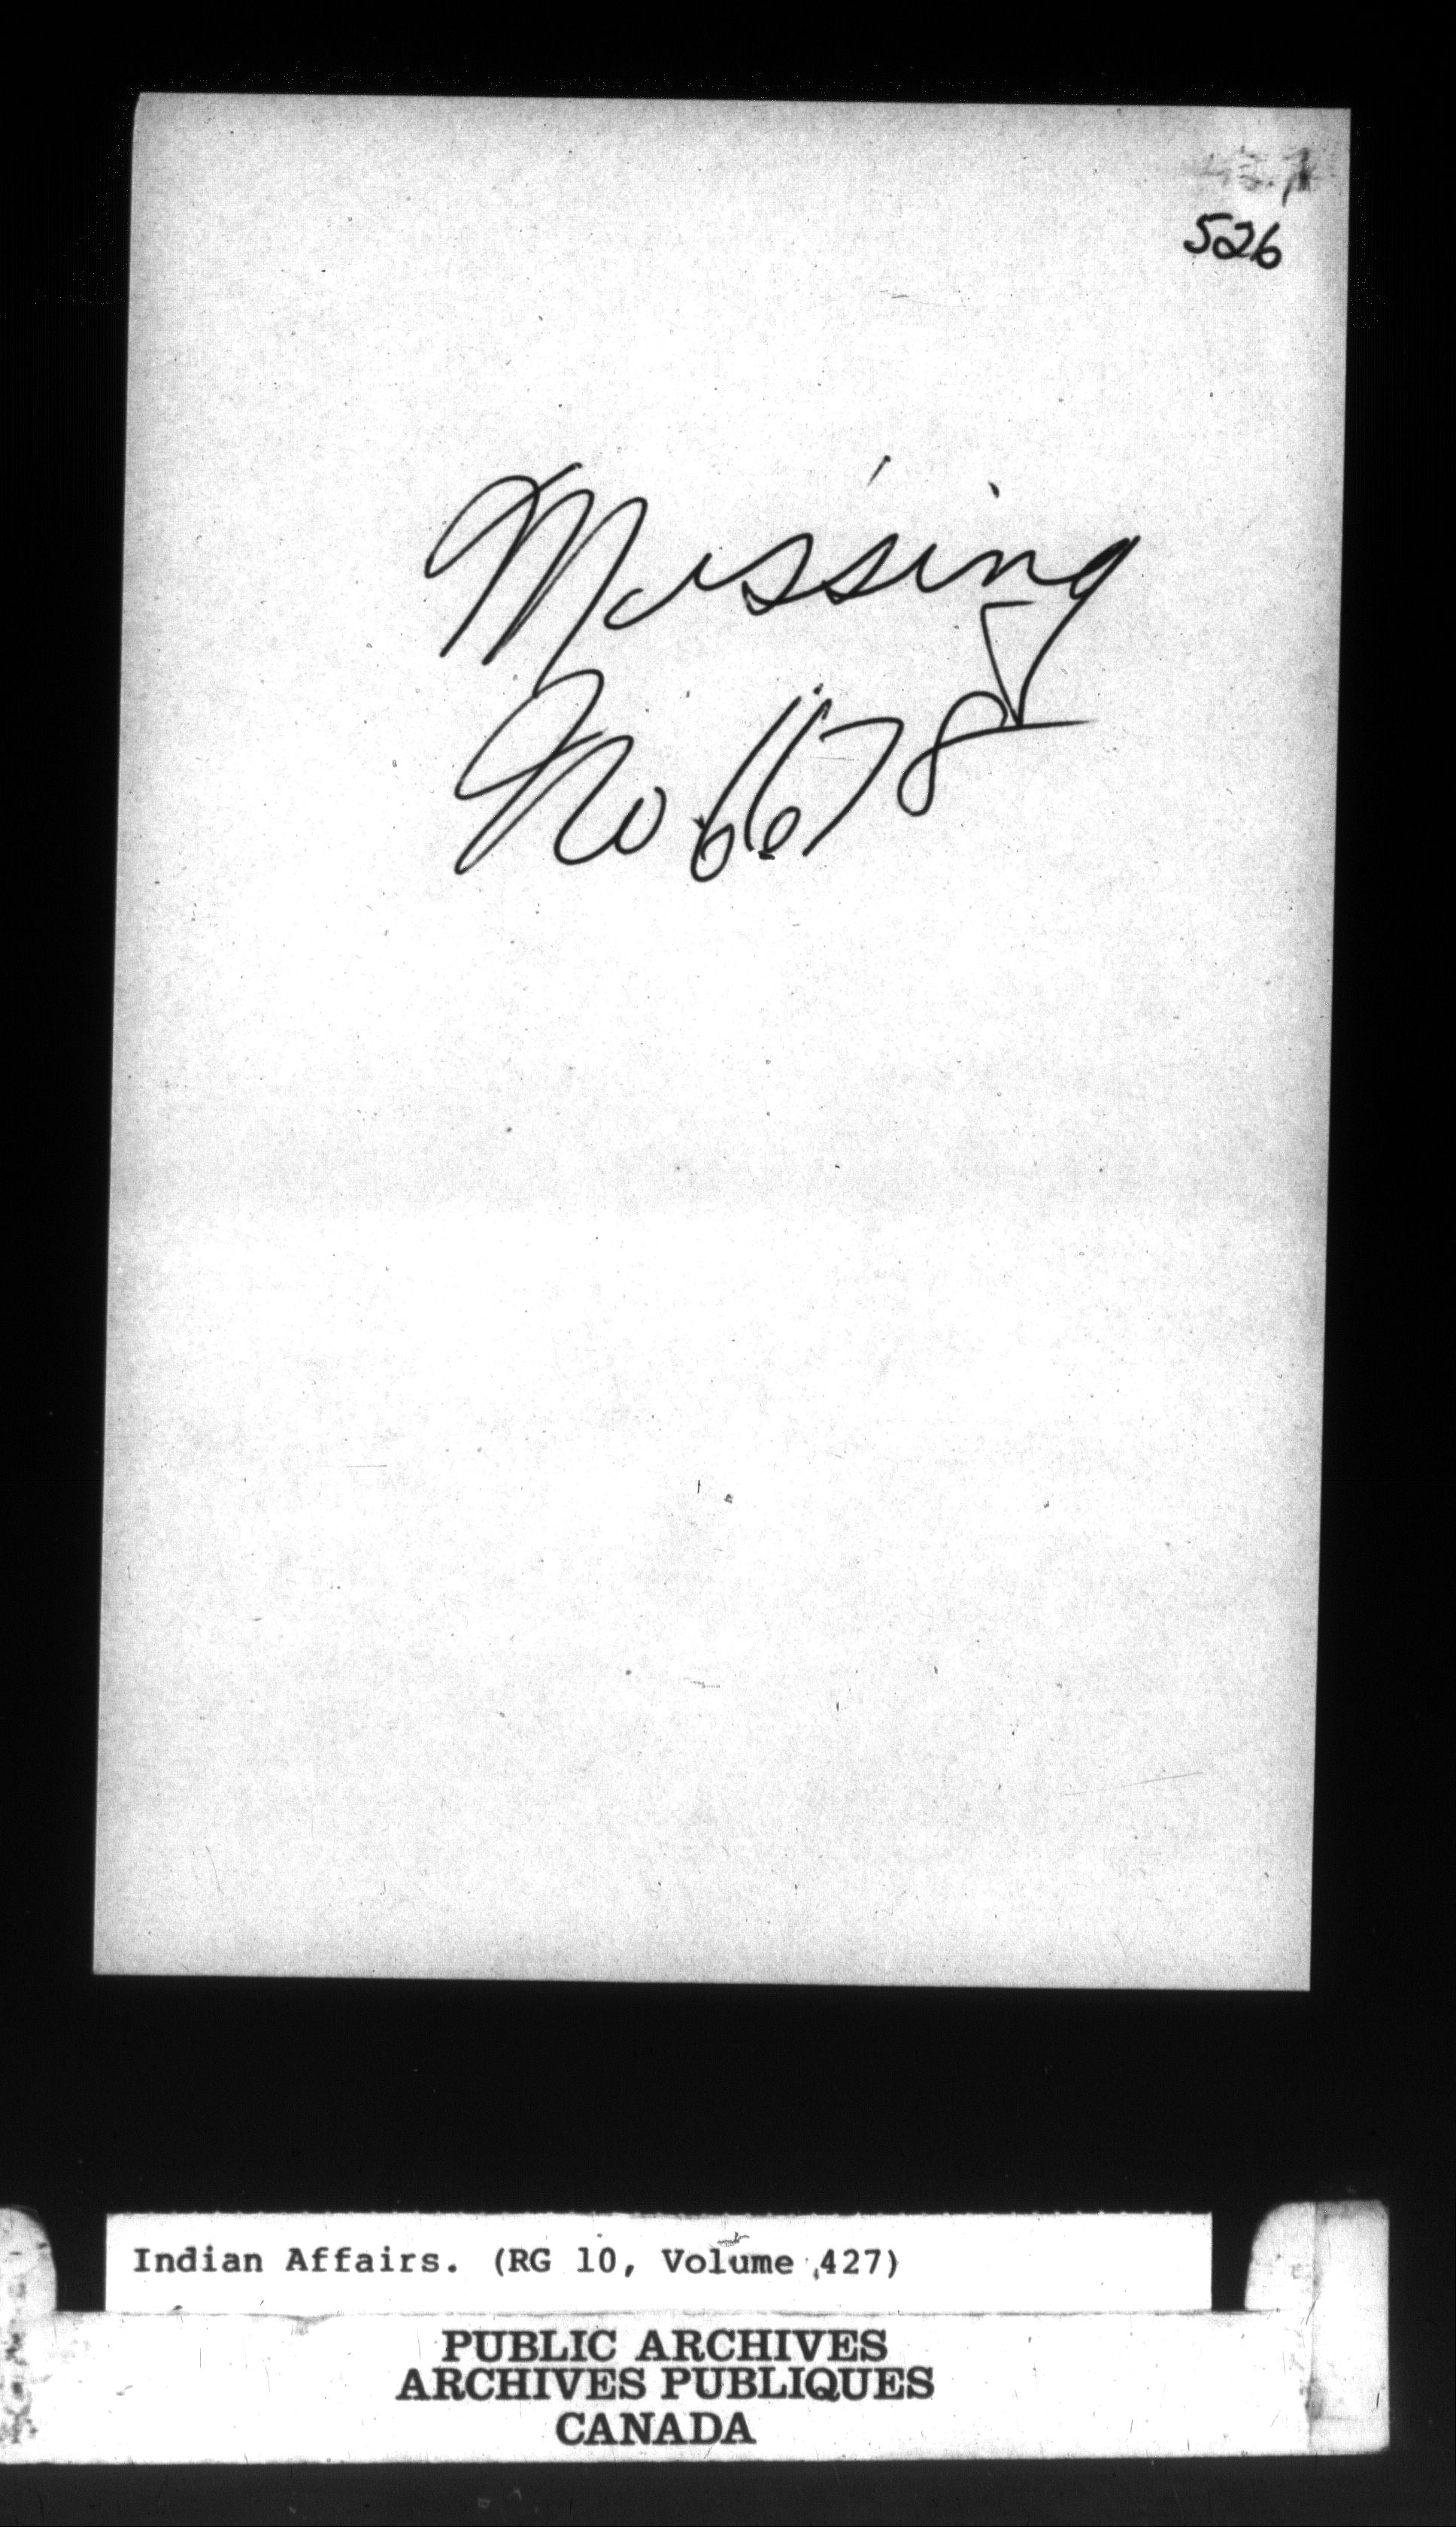 526
Missing
No 6678
Indian Affairs. (RG 10, Volume 427)
PUBLIC ARCHIVES
ARCHIVES PUBLIQUES
CANADA